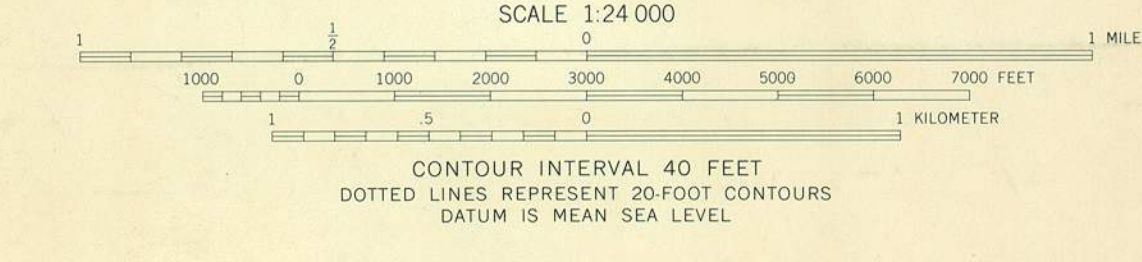 SCALE 1:24 000
1 1/2 0 1 MILE
1000 0 1000 2000 3000 4000 5000 6000 7000 FEET
1 .5 0 1 KILOMETER
CONTOUR INTERVAL 40 FEET
DOTTED LINES REPRESENT 20-FOOT CONTOURS
DATUM IS MEAN SEA LEVEL